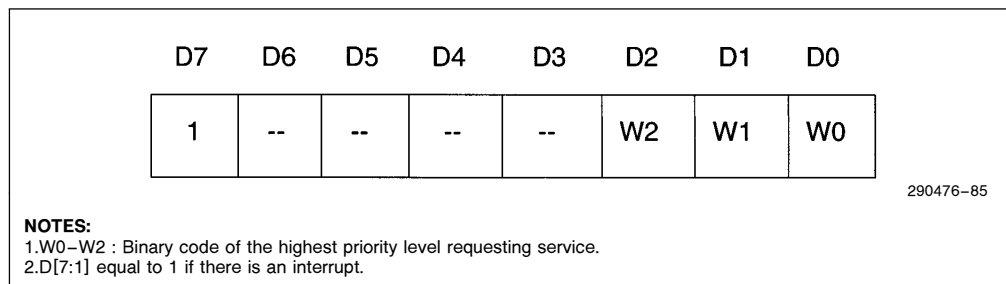 D7 D6 D5 D4 D3 D2 D1 D0
1 -- -- -- -- W2 W1 W0
290476–85
NOTES:
1.W0–W2 : Binary code of the highest priority level requesting service.
2.D[7:1] equal to 1 if there is an interrupt.